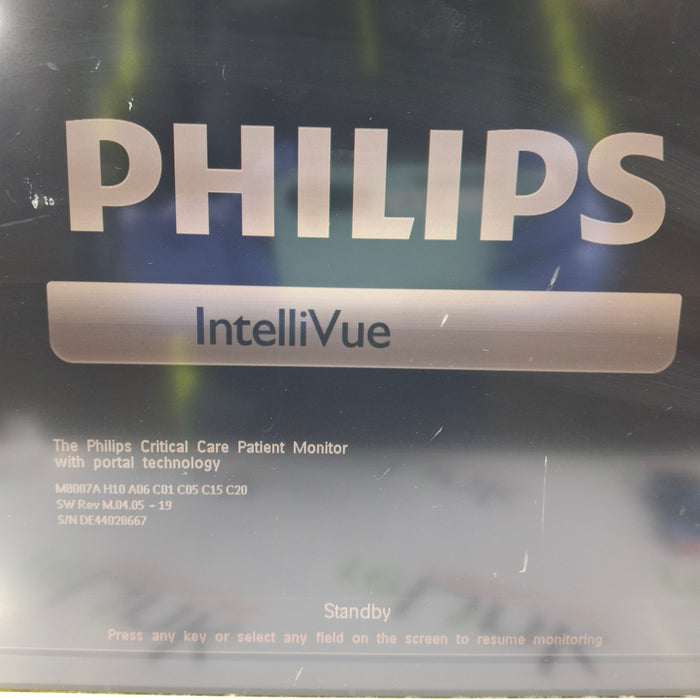 PHILIPS
IntelliVue
The Philips Critical Care Patient Monitor
with portal technology
M8007A H10 A06 C01 C05 C15 C20
SW Rev M.04.05 - 19
S/N DE44028667
Standby
Press any key or select any field on the screen to resume monitoring